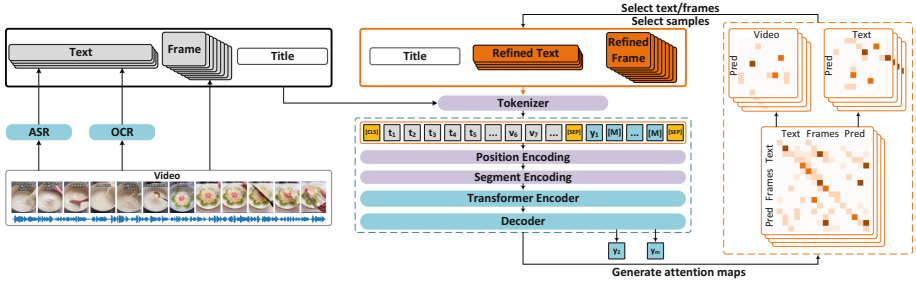 Select text/frames
Select samples
Text
Frame
Title
Title
Refined Text
Refined
Frame
Video
Pred
Text
Pred
Tokenizer
ASR
OCR
[CLS] t1 t2 t3 t4 t5 ... v6 v7 ... [SEP] y1 [M] ... [M] [SEP]
Position Encoding
Segment Encoding
Transformer Encoder
Decoder
Video
y2 ym
Text Frames Pred
Text
Frames
Pred
Generate attention maps